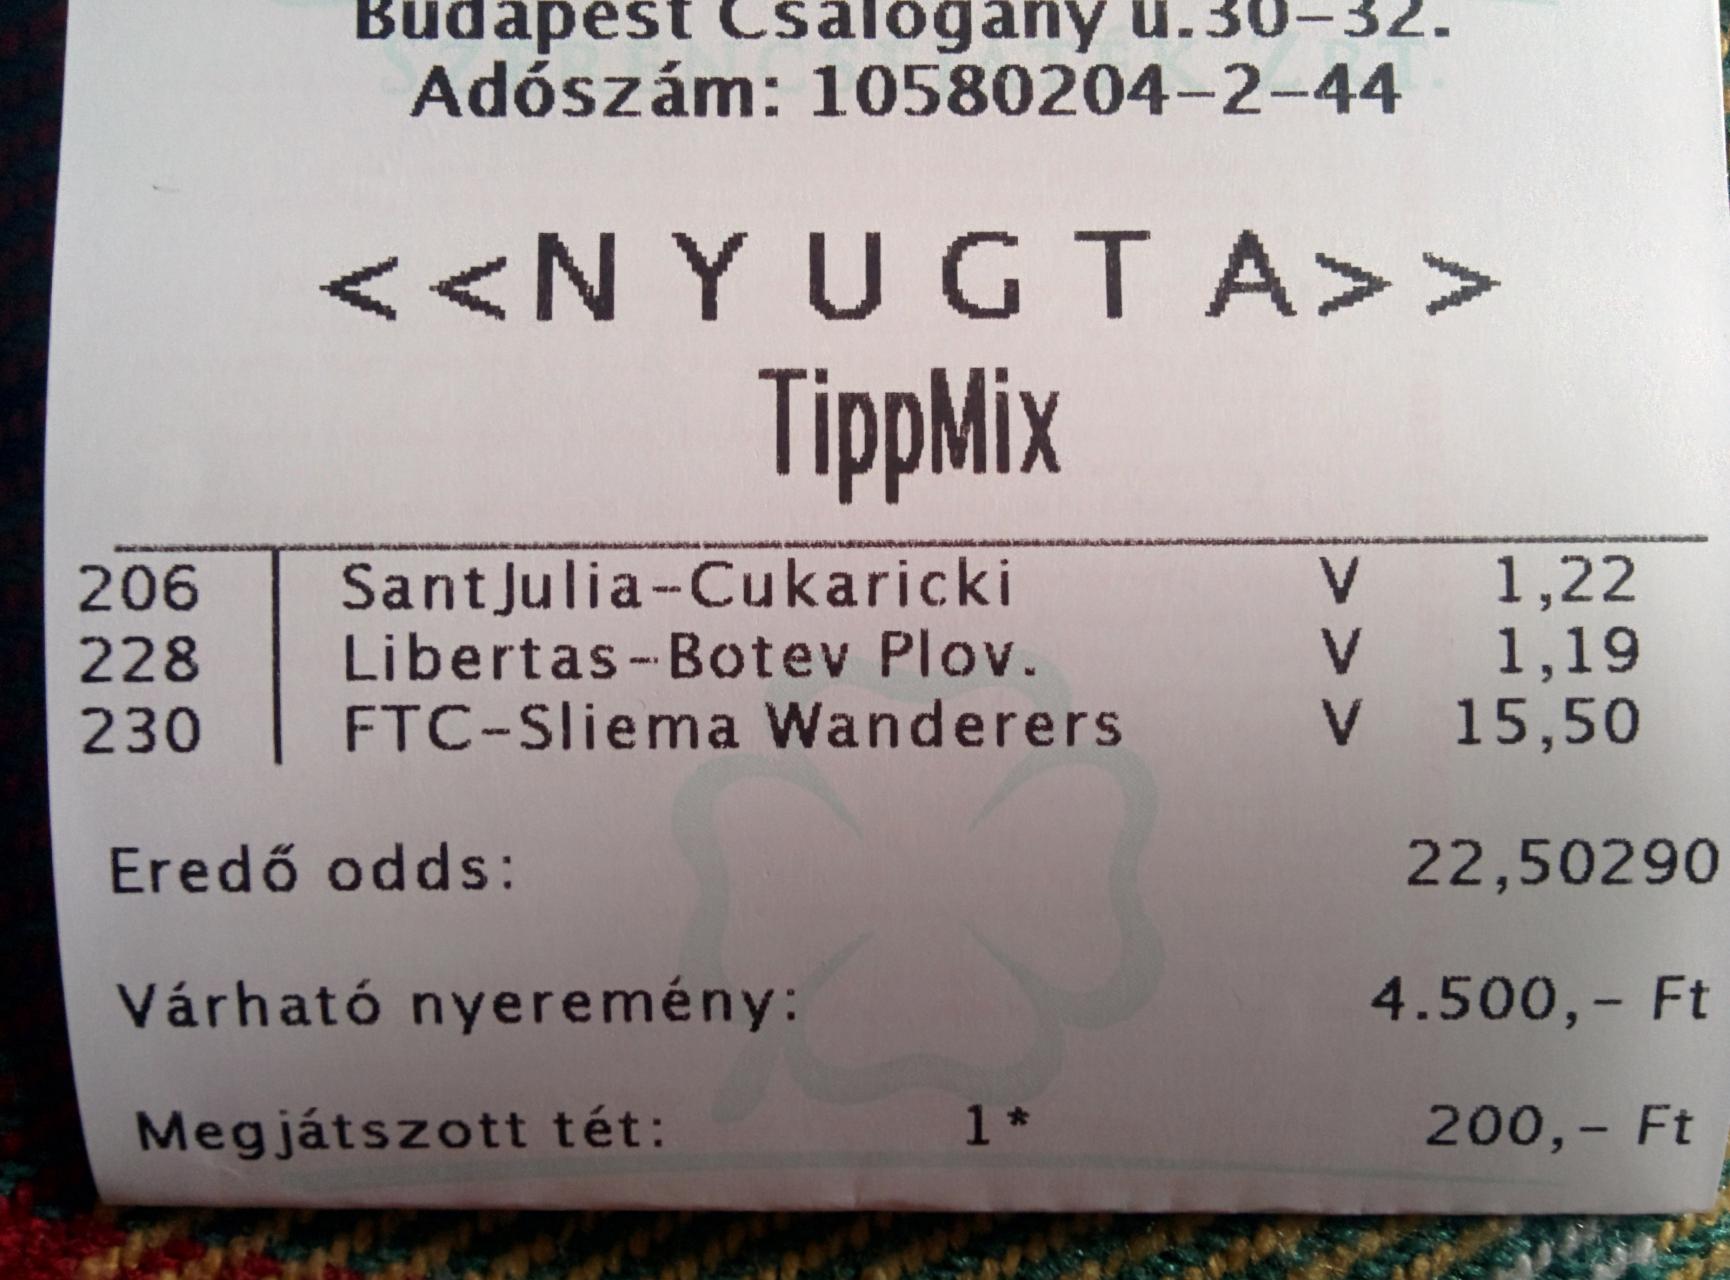 Budapest Csalogány u.30-32.
Adószám: 10580204-2-44
<<N Y U G T A>>
TippMix
206 SantJulia-Cukaricki V 1,22
228 Libertas-Botev Plov. V 1,19
230 FTC-Sliema Wanderers V 15,50
Eredő odds: 22,50290
Várható nyeremény: 4.500,- Ft
Megjátszott tét: 1* 200,- Ft